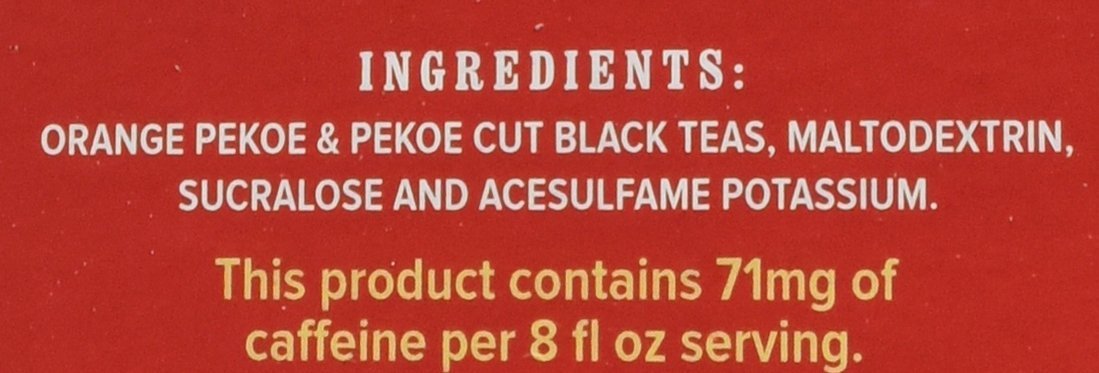 INGREDIENTS:
ORANGE PEKOE & PEKOE CUT BLACK TEAS, MALTODEXTRIN,
SUCRALOSE AND ACESULFAME POTASSIUM.
This product contains 71mg of
caffeine per 8 fl oz serving.